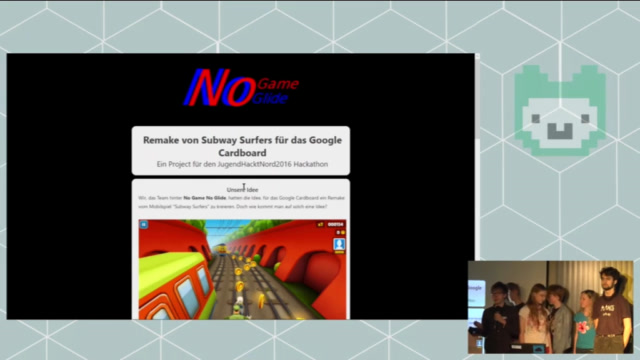 No Game
Glide
Remake von Subway Surfers für das Google
Cardboard
Ein Project für den JugendHacktNord2016 Hackathon
Unsere Idee
Wir, das Team hinter No Game No Glide, hatten die Idee, für das Google Cardboard ein Remake
vom Mobilspiel "Subway Surfers" zu kreieren. Doch wie kommt man auf solch eine Idee?